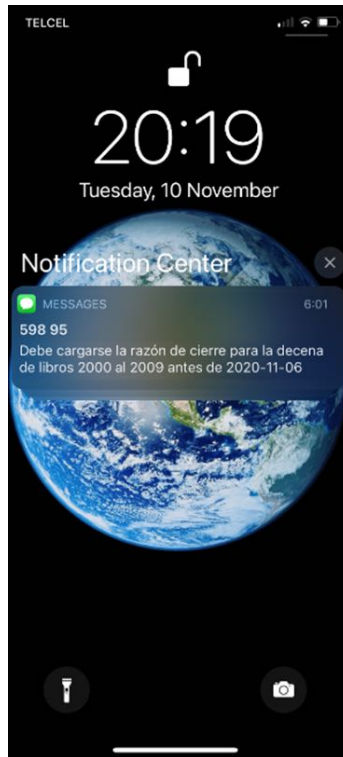 TELCEL
20:19
Tuesday, 10 November
Notification Center
MESSAGES 6:01
598 95
Debe cargarse la razón de cierre para la decena
de libros 2000 al 2009 antes de 2020-11-06